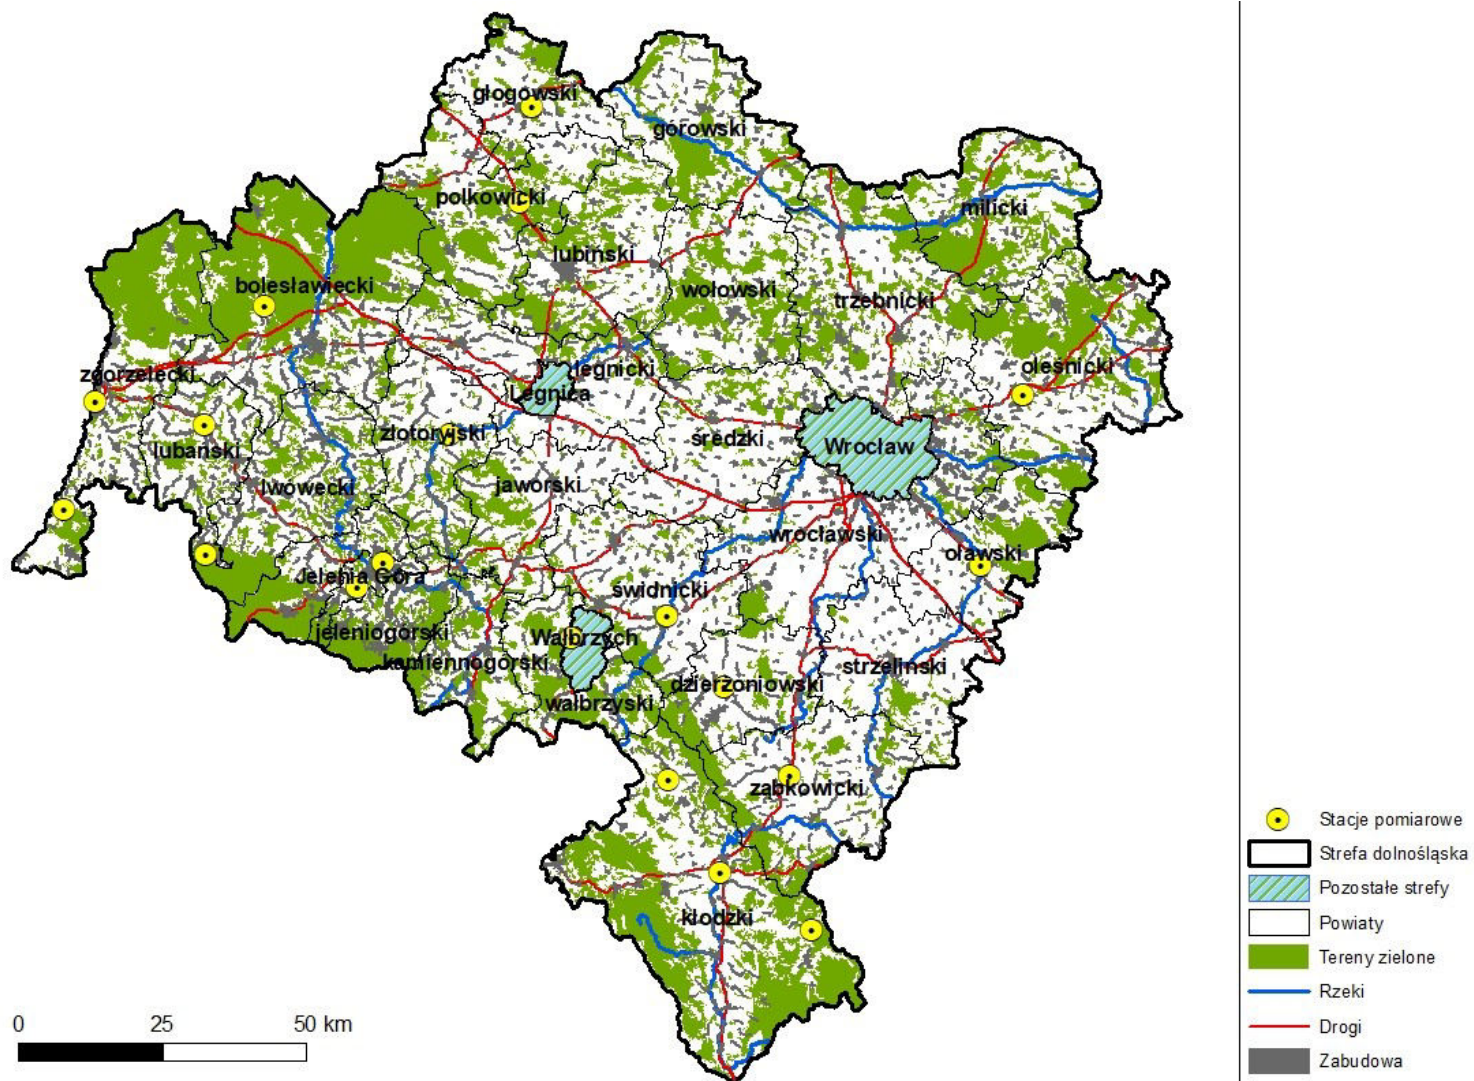 głogowski
górowski
polkowicki
milicki
lubiński
bolesławiecki
wołowski
trzebnicki
zgorzelecki
legnicki
oleśnicki
Legnica
złotoryjski
średzki
Wrocław
lubański
lwówecki
jaworski
wrocławski
oławski
Jelenia Góra
świdnicki
jeleniogórski
Wałbrzych
kamiennogórski
strzeliński
dzierżoniowski
wałbrzyski
ząbkowicki
kłodzki
0 25 50 km
Stacje pomiarowe
Strefa dolnośląska
Pozostałe strefy
Powiaty
Tereny zielone
Rzeki
Drogi
Zabudowa